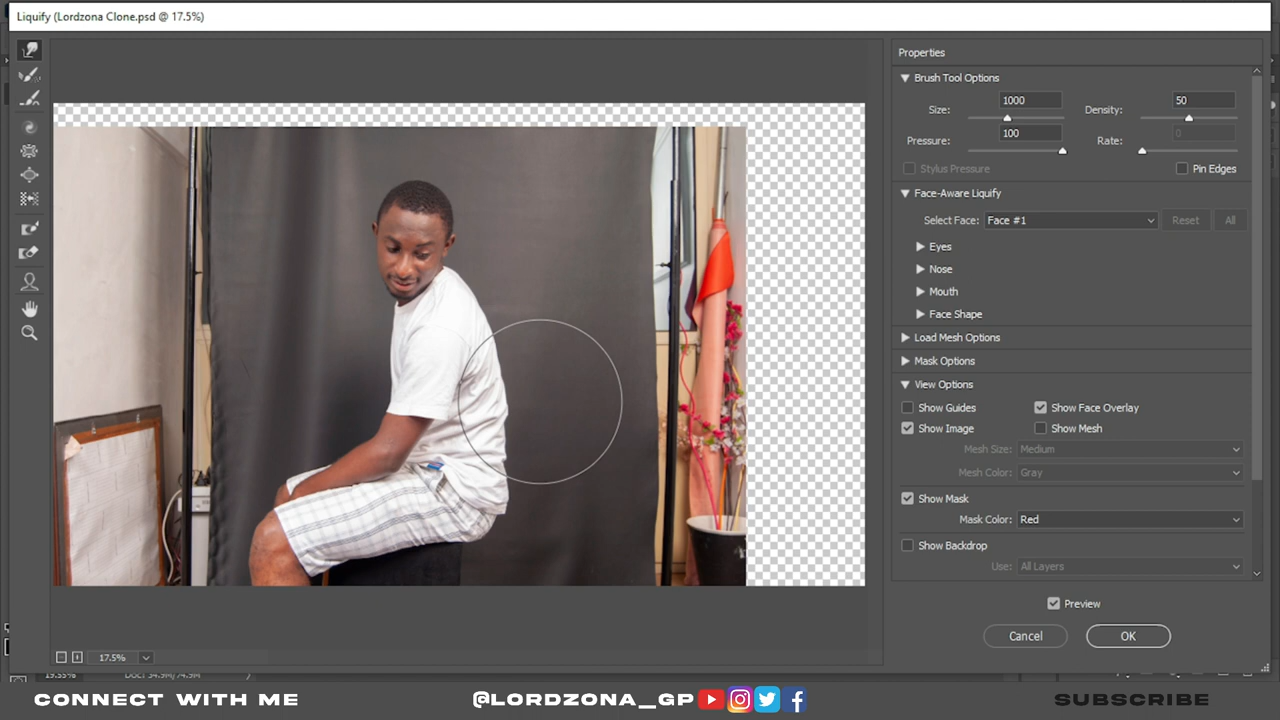 Liquify (Lordzona Clone.psd @ 17.5%)
Properties
Brush Tool Options
Size: 1000 Density: 50
Pressure: 100 Rate: 0
Stylus Pressure Pin Edges
Face-Aware Liquify
Select Face: Face #1 Reset All
Eyes
Nose
Mouth
Face Shape
Load Mesh Options
Mask Options
View Options
Show Guides Show Face Overlay
Show Image Show Mesh
Mesh Size: Medium
Mesh Color: Gray
Show Mask
Mask Color: Red
Show Backdrop
Use: All Layers
Preview
Cancel OK
17.5%
CONNECT WITH ME @LORDZONA_GP SUBSCRIBE